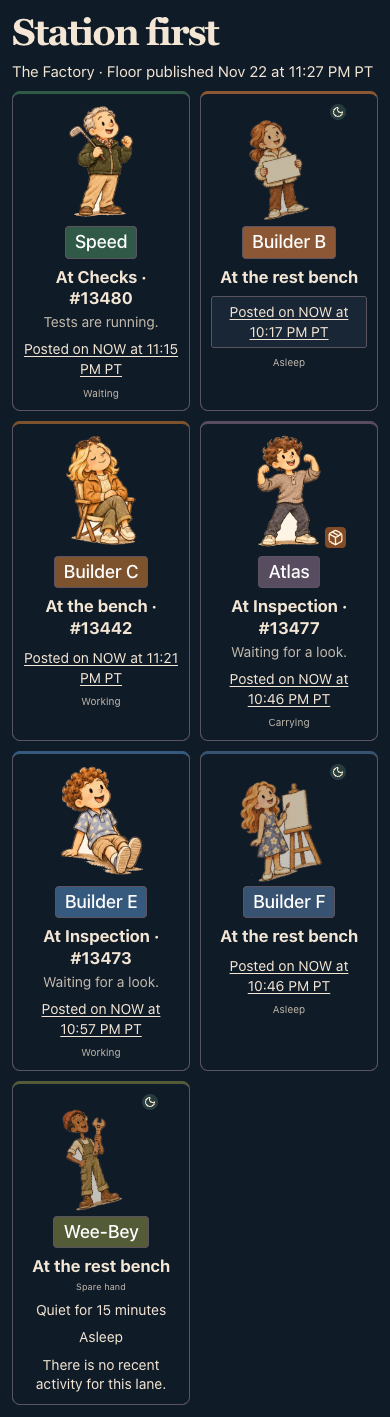 Station first
The Factory · Floor published Nov 22 at 11:27 PM PT
Speed
At Checks ·
#13480
Tests are running.
Posted on NOW at 11:15
PM PT
Waiting
Builder B
At the rest bench
Posted on NOW at
10:17 PM PT
Asleep
Builder C
At the bench ·
#13442
Posted on NOW at 11:21
PM PT
Working
Atlas
At Inspection ·
#13477
Waiting for a look.
Posted on NOW at
10:46 PM PT
Carrying
Builder E
At Inspection ·
#13473
Waiting for a look.
Posted on NOW at
10:57 PM PT
Working
Builder F
At the rest bench
Posted on NOW at
10:46 PM PT
Asleep
Wee-Bey
At the rest bench
Spare hand
Quiet for 15 minutes
Asleep
There is no recent
activity for this lane.